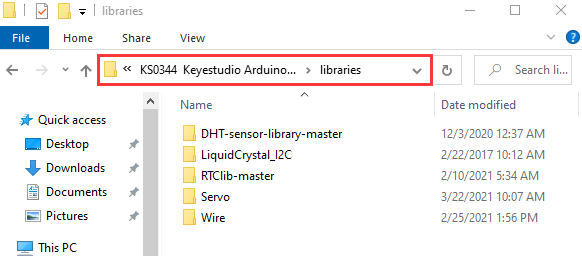 libraries
File Home Share View
« KS0344 Keyestudio Arduino... > libraries
Search li...
Name Date modified
Quick access
Desktop
Downloads
Documents
Pictures
This PC
DHT-sensor-library-master 12/3/2020 12:37 AM
LiquidCrystal_I2C 2/22/2017 10:12 AM
RTClib-master 2/10/2021 5:34 AM
Servo 3/22/2021 10:07 AM
Wire 2/25/2021 1:56 PM